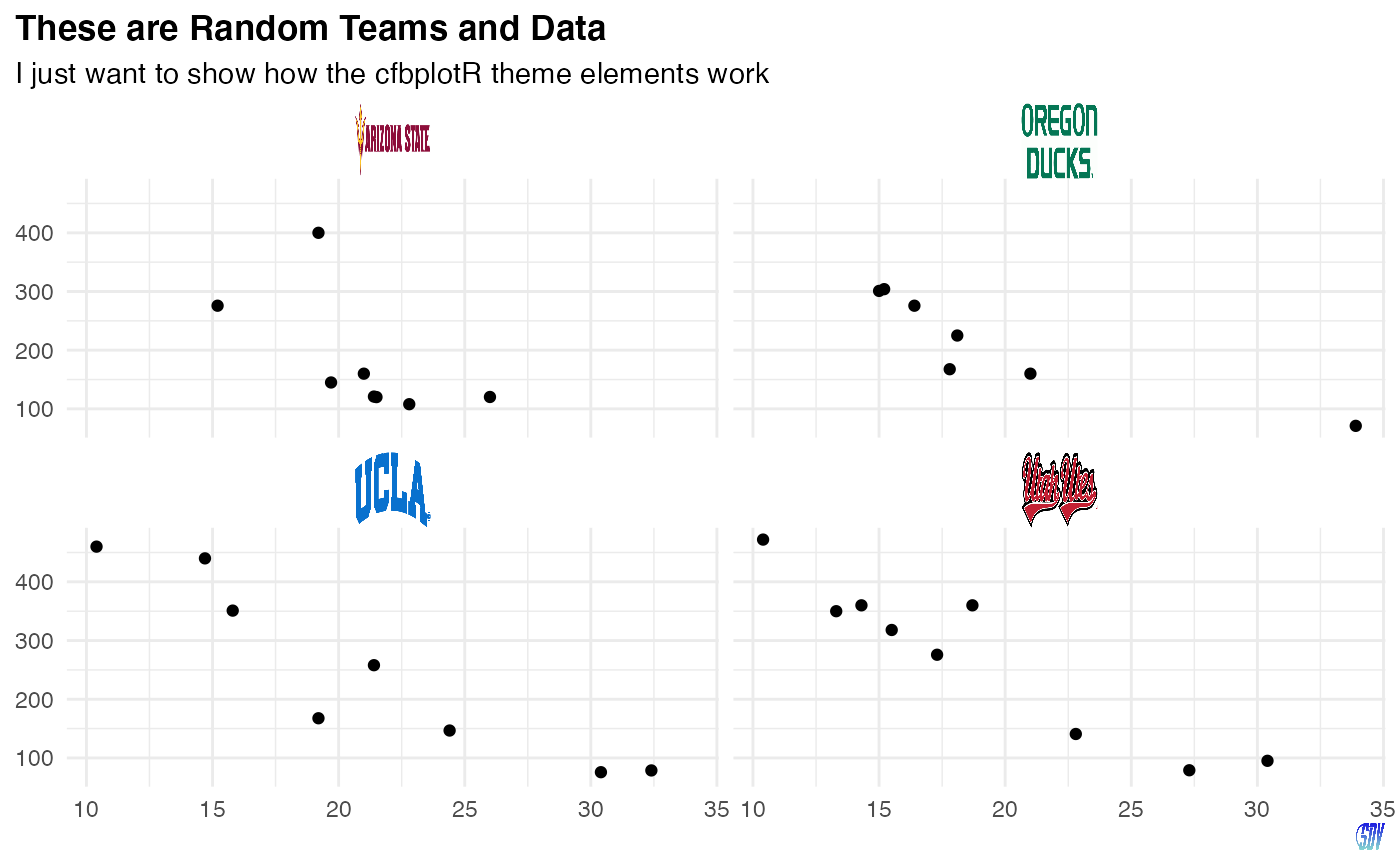 These are Random Teams and Data
I just want to show how the cfbplotR theme elements work
ARIZONA STATE
OREGON
DUCKS
400
300
200
100
UCLA
400
300
200
100
10 15 20 25 30 35 10 15 20 25 30 35